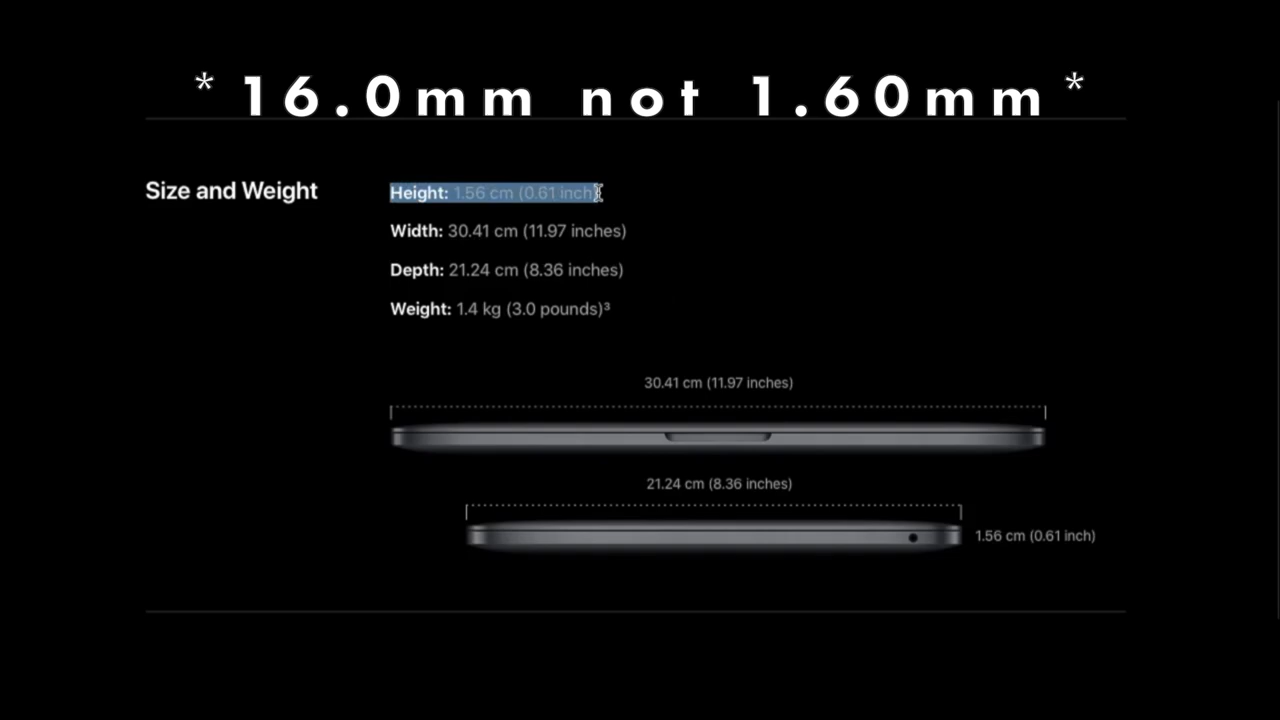 *16.0mm not 1.60mm*
Size and Weight
Height: 1.56 cm (0.61 inch)
Width: 30.41 cm (11.97 inches)
Depth: 21.24 cm (8.36 inches)
Weight: 1.4 kg (3.0 pounds)³
30.41 cm (11.97 inches)
21.24 cm (8.36 inches)
1.56 cm (0.61 inch)